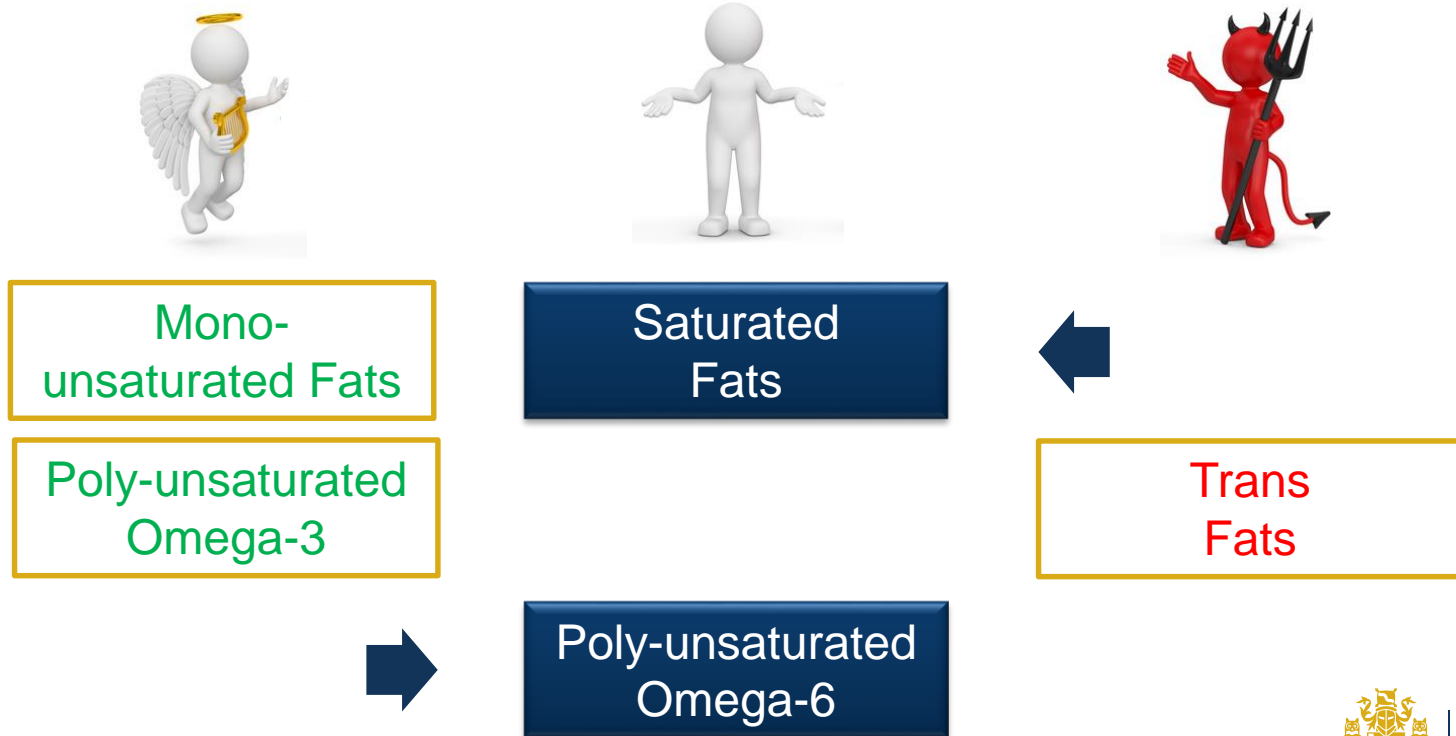 Mono-
unsaturated Fats
Saturated
Fats
Poly-unsaturated
Omega-3
Trans
Fats
Poly-unsaturated
Omega-6